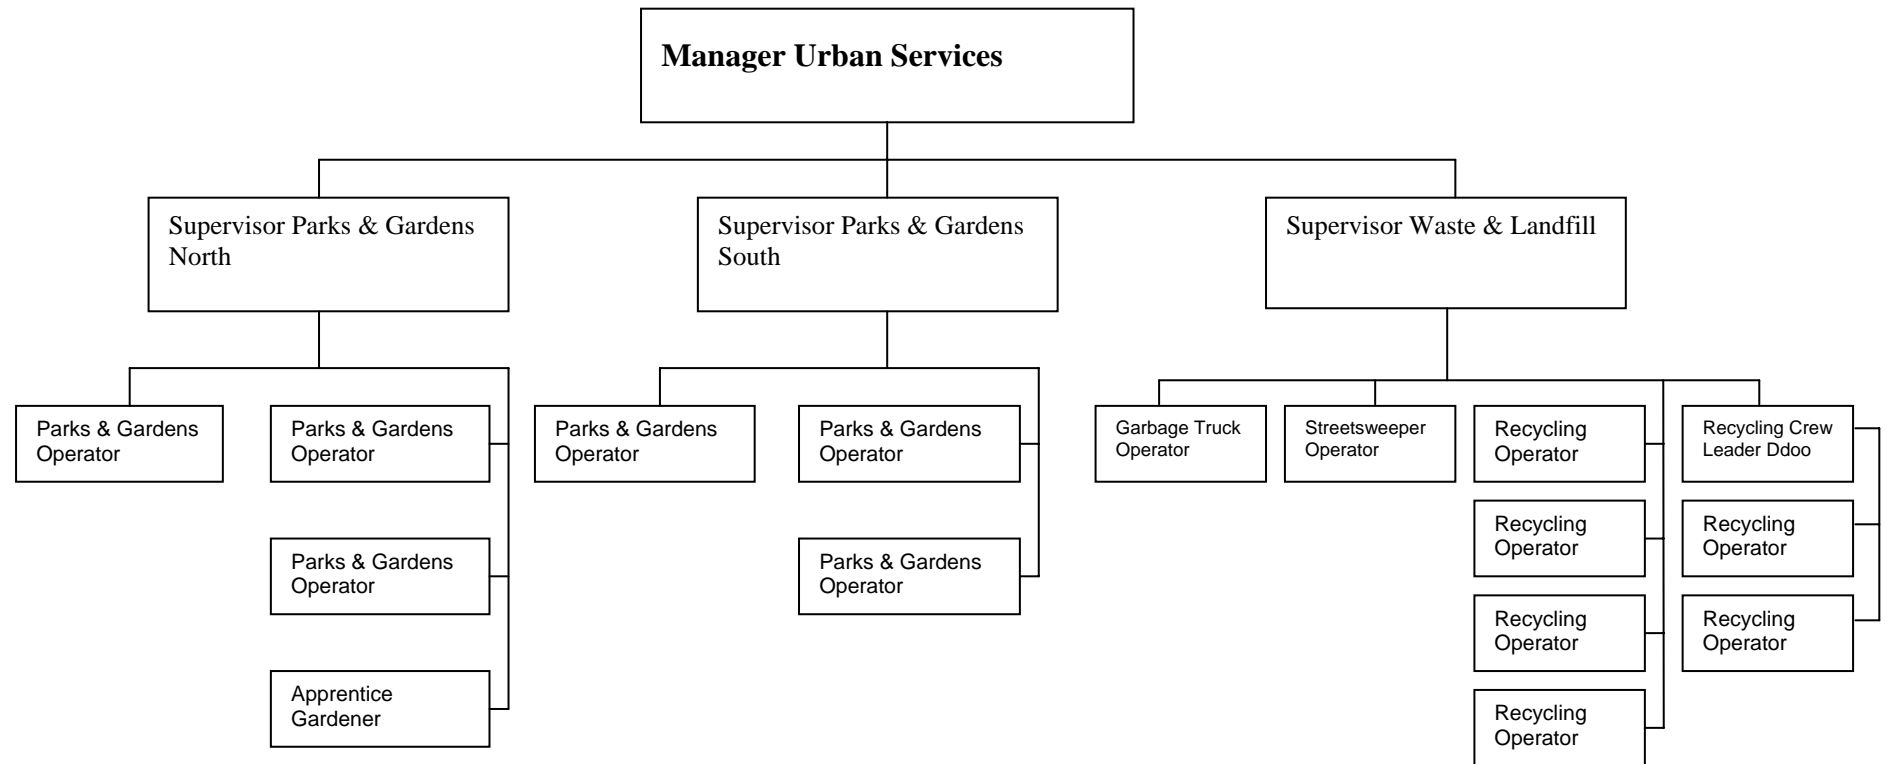 Manager Urban Services
Supervisor Parks & Gardens
North
Supervisor Parks & Gardens
South
Supervisor Waste & Landfill
Parks & Gardens
Operator
Parks & Gardens
Operator
Parks & Gardens
Operator
Apprentice
Gardener
Parks & Gardens
Operator
Parks & Gardens
Operator
Parks & Gardens
Operator
Garbage Truck
Operator
Streetsweeper
Operator
Recycling
Operator
Recycling
Operator
Recycling
Operator
Recycling
Operator
Recycling Crew
Leader Ddoo
Recycling
Operator
Recycling
Operator